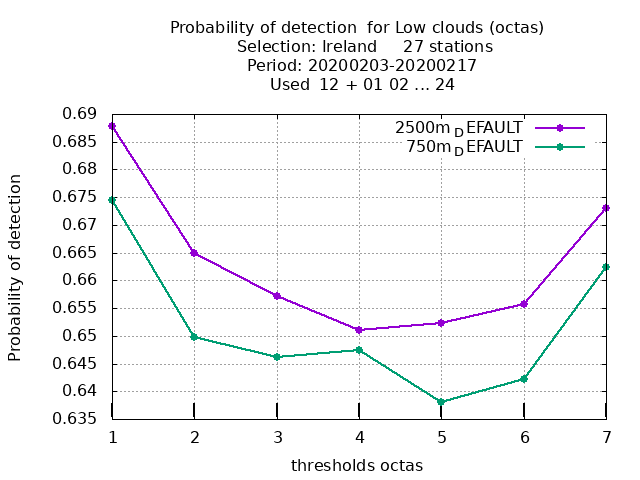 Probability of detection for Low clouds (octas)
Selection: Ireland 27 stations
Period: 20200203-20200217
Used 12 + 01 02 ... 24
2500m_DEFAULT
750m_DEFAULT
Probability of detection
0.69
0.685
0.68
0.675
0.67
0.665
0.66
0.655
0.65
0.645
0.64
0.635
1 2 3 4 5 6 7
thresholds octas